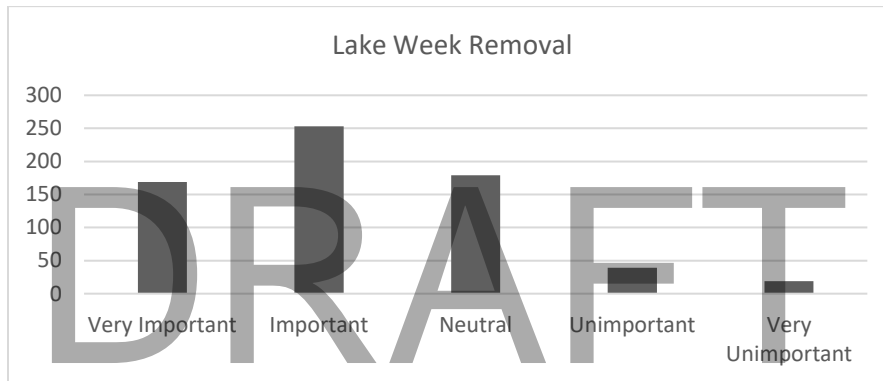 Lake Week Removal
300
250
200
150
100
50
0
Very Important
Important
Neutral
Unimportant
Very
Unimportant
DRAFT